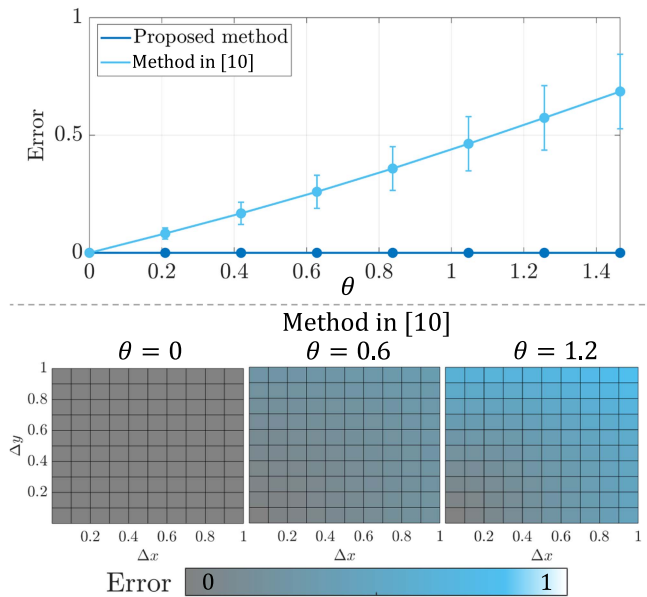 1
Proposed method
Method in [10]
Error
0.5
0
0 0.2 0.4 0.6 0.8 1 1.2 1.4
θ
Method in [10]
θ = 0 θ = 0.6 θ = 1.2
1
0.8
0.6
Δy
0.4
0.2
0.2 0.4 0.6 0.8 1 0.2 0.4 0.6 0.8 1 0.2 0.4 0.6 0.8 1
Δx Δx Δx
Error 0 1